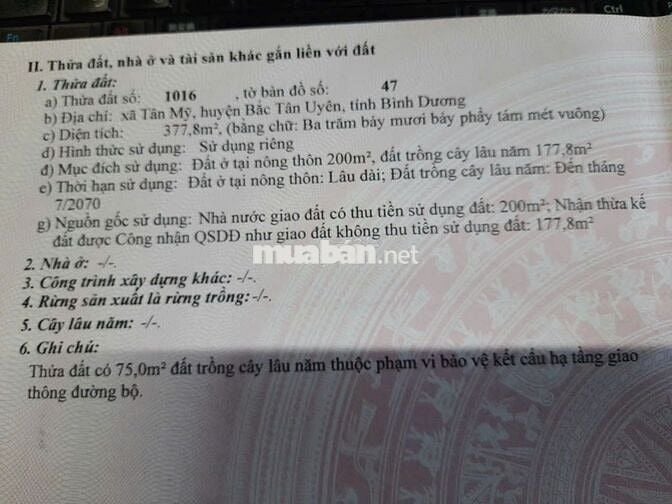 Fn
Ctrl
II. Thửa đất, nhà ở và tài sản khác gắn liền với đất
1. Thửa đất:
a) Thửa đất số: 1016 , tờ bản đồ số: 47
b) Địa chỉ: xã Tân Mỹ, huyện Bắc Tân Uyên, tỉnh Bình Dương
c) Diện tích: 377,8m², (bằng chữ: Ba trăm bảy mươi bảy phẩy tám mét vuông)
d) Hình thức sử dụng: Sử dụng riêng
đ) Mục đích sử dụng: Đất ở tại nông thôn 200m², đất trồng cây lâu năm 177,8m²
e) Thời hạn sử dụng: Đất ở tại nông thôn: Lâu dài; Đất trồng cây lâu năm: Đến tháng
7/2070
g) Nguồn gốc sử dụng: Nhà nước giao đất có thu tiền sử dụng đất: 200m²; Nhận thừa kế
đất được Công nhận QSDĐ như giao đất không thu tiền sử dụng đất: 177,8m²
muaban.net
2. Nhà ở: -/-.
3. Công trình xây dựng khác: -/-.
4. Rừng sản xuất là rừng trồng: -/-.
5. Cây lâu năm: -/-.
6. Ghi chú:
Thửa đất có 75,0m² đất trồng cây lâu năm thuộc phạm vi bảo vệ kết cấu hạ tầng giao
thông đường bộ.